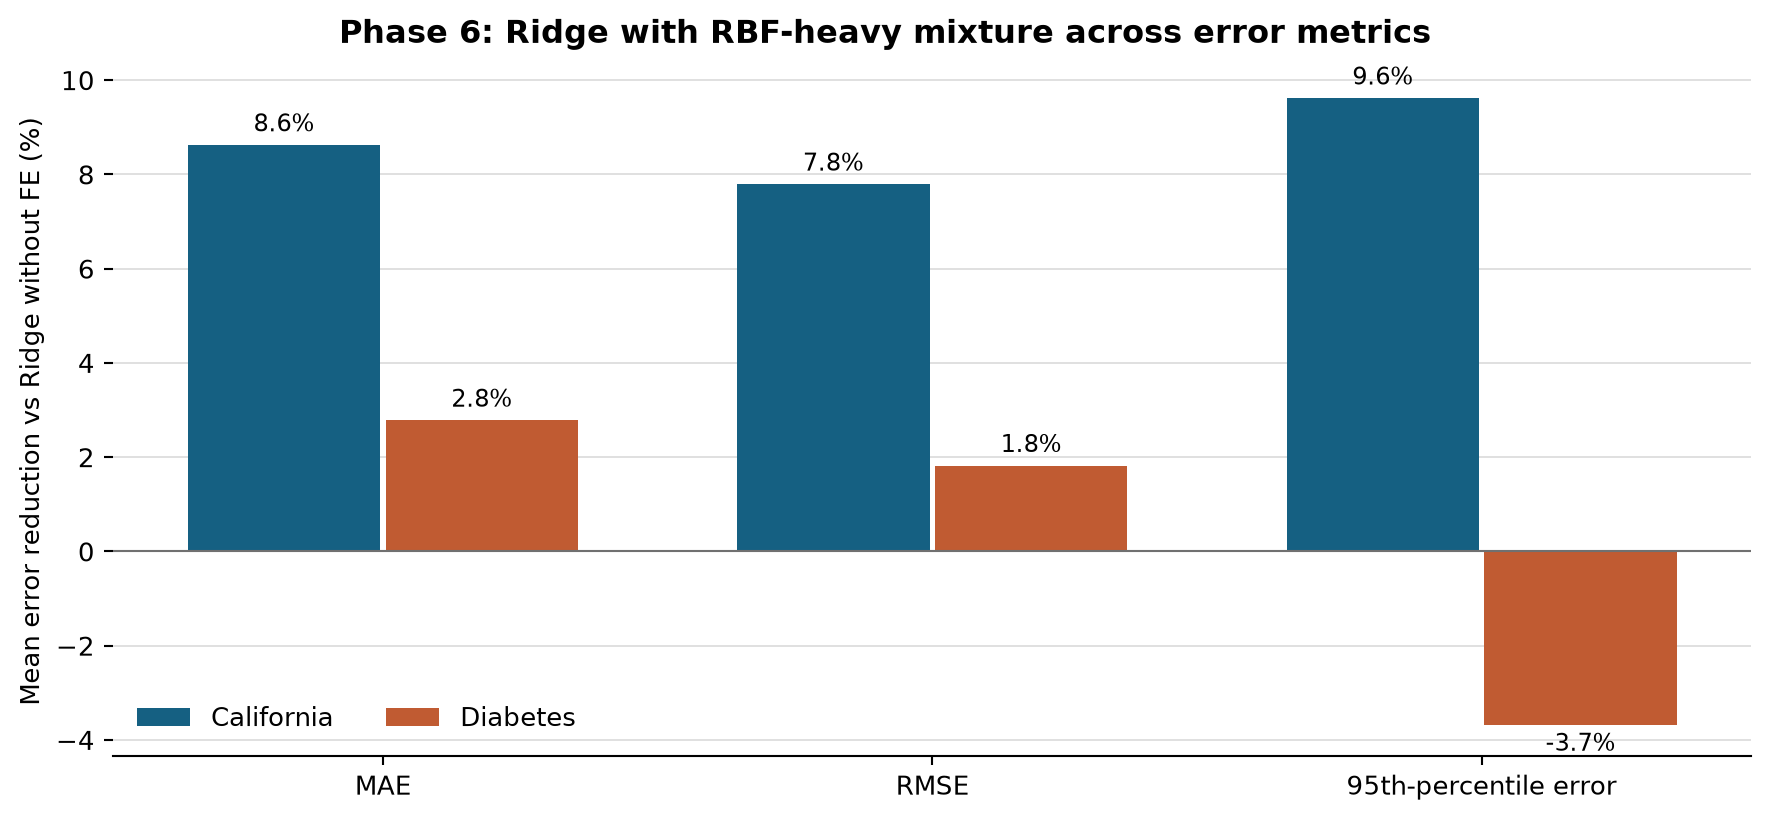 Phase 6: Ridge with RBF-heavy mixture across error metrics
Mean error reduction vs Ridge without FE (%)
10
8
6
4
2
0
−2
−4
8.6%
2.8%
7.8%
1.8%
9.6%
-3.7%
California
Diabetes
MAE
RMSE
95th-percentile error